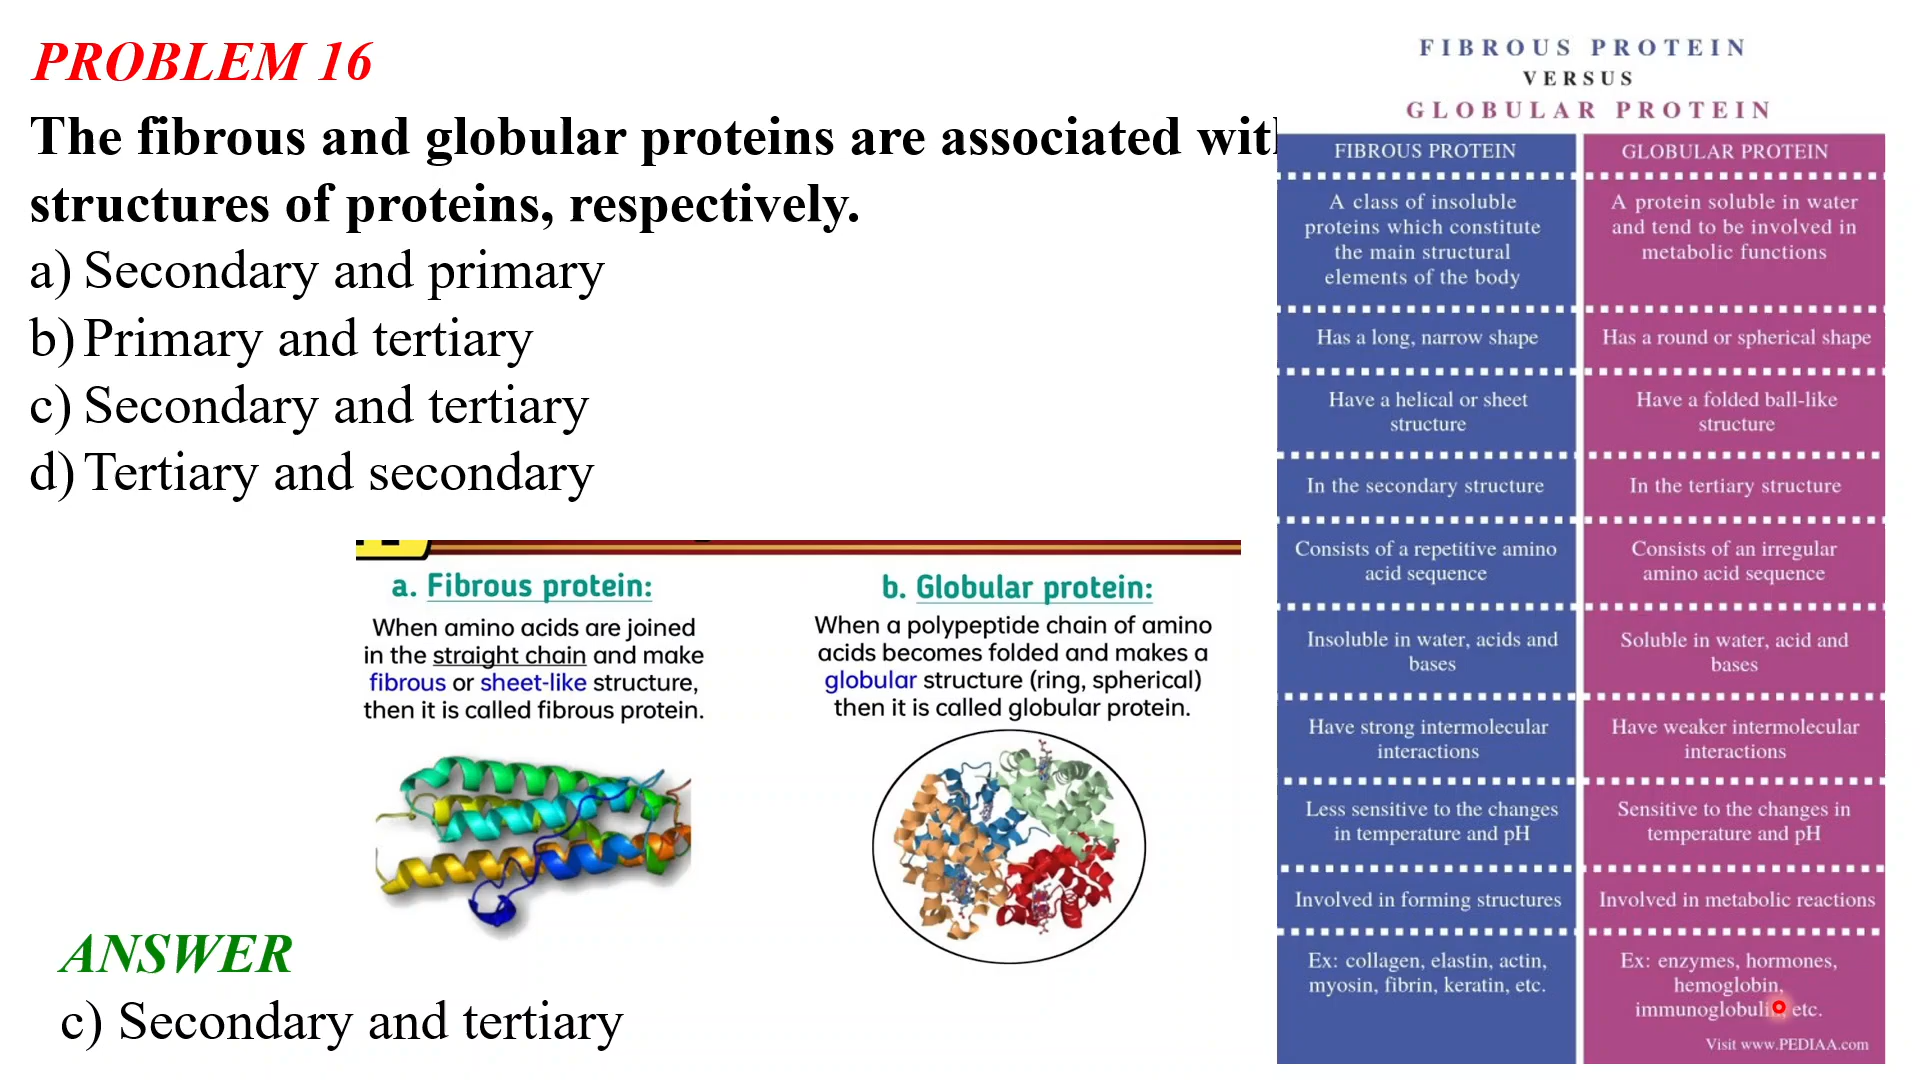 PROBLEM 16
The fibrous and globular proteins are associated
structures of proteins, respectively.
a) Secondary and primary
b) Primary and tertiary
c) Secondary and tertiary
d) Tertiary and secondary
a. Fibrous protein:
When amino acids are joined
in the straight chain and make
fibrous or sheet-like structure,
then it is called fibrous protein.
b. Globular protein:
When a polypeptide chain of amino
acids becomes folded and makes a
globular structure (ring, spherical)
then it is called globular protein.
ANSWER
c) Secondary and tertiary
FIBROUS PROTEIN
VERSUS
GLOBULAR PROTEIN
FIBROUS PROTEIN
A class of insoluble
proteins which constitute
the main structural
elements of the body
Has a long, narrow shape
Have a helical or sheet
structure
In the secondary structure
Consists of a repetitive amino
acid sequence
Insoluble in water, acids and
bases
Have strong intermolecular
interactions
Less sensitive to the changes
in temperature and pH
Involved in forming structures
Ex: collagen, elastin, actin,
myosin, fibrin, keratin, etc.
GLOBULAR PROTEIN
A protein soluble in water
and tend to be involved in
metabolic functions
Has a round or spherical shape
Have a folded ball-like
structure
In the tertiary structure
Consists of an irregular
amino acid sequence
Soluble in water, acid and
bases
Have weaker intermolecular
interactions
Sensitive to the changes in
temperature and pH
Involved in metabolic reactions
Ex: enzymes, hormones,
hemoglobin,
etc.
Visit www.PEDIAA.com